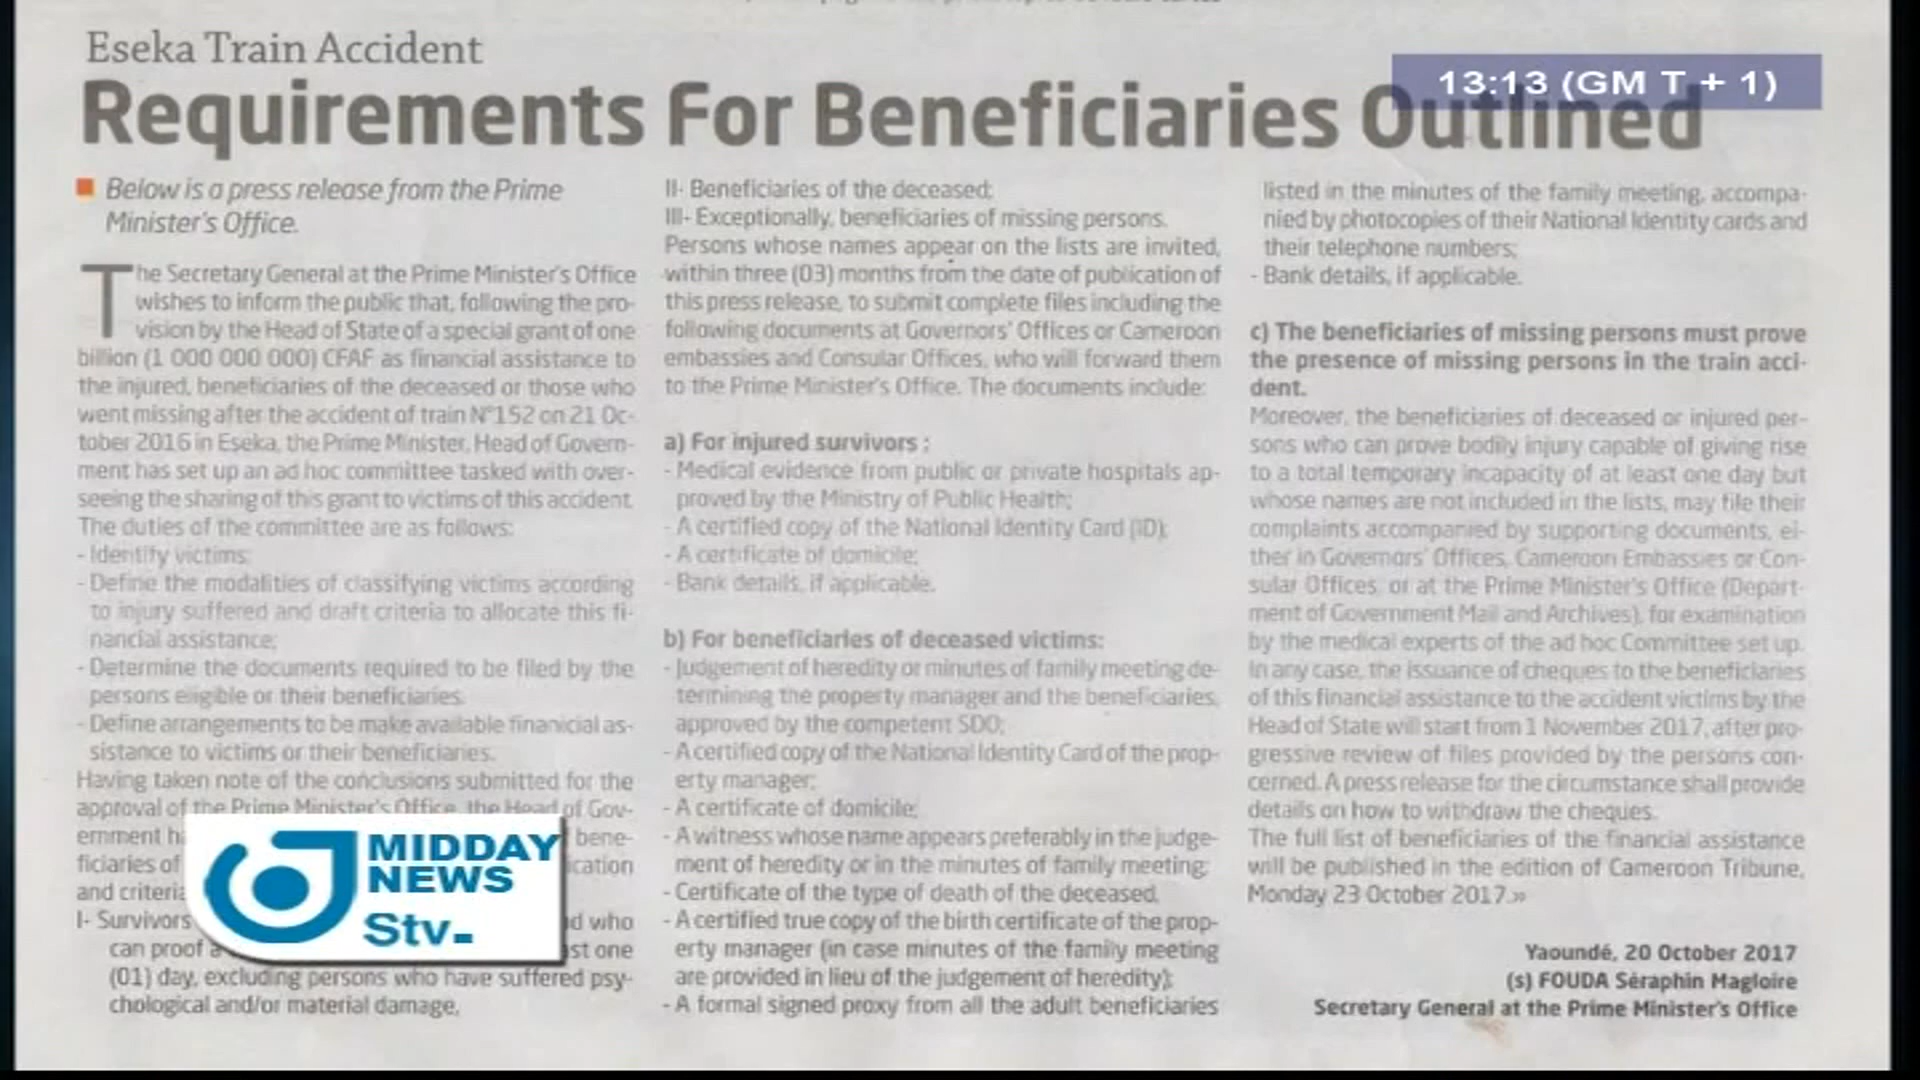 Eseka Train Accident
Requirements For Beneficiaries Outlined
13:13 (GM T + 1)
Below is a press release from the Prime
Minister's Office.
The Secretary General at the Prime Minister's Office
wishes to inform the public that, following the pro-
vision by the Head of State of a special grant of one
billion (1 000 000 000) CFAF as financial assistance to
the injured, beneficiaries of the deceased or those who
went missing after the accident of train N°152 on 21 Oc-
tober 2016 in Eseka, the Prime Minister, Head of Govern-
ment has set up an ad hoc committee tasked with over-
seeing the sharing of this grant to victims of this accident.
The duties of the committee are as follows:
- Identify victims;
- Define the modalities of classifying victims according
to injury suffered and draft criteria to allocate this fi-
nancial assistance;
- Determine the documents required to be filed by the
persons eligible or their beneficiaries.
- Define arrangements to be make available finanicial as-
sistance to victims or their beneficiaries.
Having taken note of the conclusions submitted for the
approval of the Prime Minister's Office, the Head of Gov-
ernment bene-
ficiaries of
and criteria
I- Survivors who
can proof one
(01) day, excluding persons who have suffered psy-
chological and/or material damage,
MIDDAY
NEWS
Stv
II- Beneficiaries of the deceased;
III- Exceptionally, beneficiaries of missing persons.
Persons whose names appear on the lists are invited,
within three (03) months from the date of publication of
this press release, to submit complete files including the
following documents at Governors' Offices or Cameroon
embassies and Consular Offices, who will forward them
to the Prime Minister's Office. The documents include:
a) For injured survivors :
- Medical evidence from public or private hospitals ap-
proved by the Ministry of Public Health;
- A certified copy of the National Identity Card (ID);
- A certificate of domicile;
- Bank details, if applicable.
b) For beneficiaries of deceased victims:
- Judgement of heredity or minutes of family meeting de-
termining the property manager and the beneficiaries,
approved by the competent SDO;
- A certified copy of the National Identity Card of the prop-
erty manager;
- A certificate of domicile;
- A witness whose name appears preferably in the judge-
ment of heredity or in the minutes of family meeting;
- Certificate of the type of death of the deceased,
- A certified true copy of the birth certificate of the prop-
erty manager (in case minutes of the family meeting
are provided in lieu of the judgement of heredity);
- A formal signed proxy from all the adult beneficiaries
listed in the minutes of the family meeting, accompa-
nied by photocopies of their National Identity cards and
their telephone numbers;
- Bank details, if applicable.
c) The beneficiaries of missing persons must prove
the presence of missing persons in the train acci-
dent.
Moreover, the beneficiaries of deceased or injured per-
sons who can prove bodily injury capable of giving rise
to a total temporary incapacity of at least one day but
whose names are not included in the lists, may file their
complaints accompanied by supporting documents, ei-
ther in Governors' Offices, Cameroon Embassies or Con-
sular Offices, or at the Prime Minister's Office (Depart-
ment of Government Mail and Archives), for examination
by the medical experts of the ad hoc Committee set up.
In any case, the issuance of cheques to the beneficiaries
of this financial assistance to the accident victims by the
Head of State will start from 1 November 2017, after pro-
gressive review of files provided by the persons con-
cerned. A press release for the circumstance shall provide
details on how to withdraw the cheques.
The full list of beneficiaries of the financial assistance
will be published in the edition of Cameroon Tribune,
Monday 23 October 2017.»
Yaoundé, 20 October 2017
(s) FOUDA Séraphin Magloire
Secretary General at the Prime Minister's Office